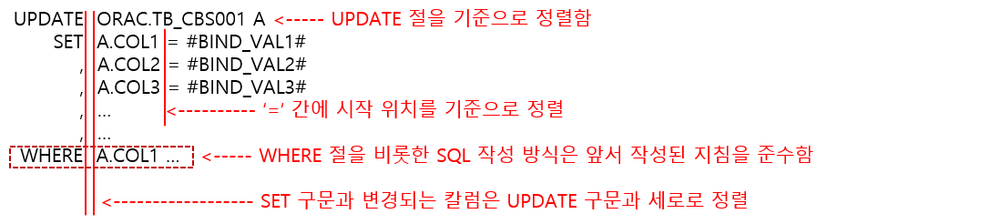 UPDATE ORAC.TB_CBS001 A <----- UPDATE 절을 기준으로 정렬함
SET A.COL1 = #BIND_VAL1#
, A.COL2 = #BIND_VAL2#
, A.COL3 = #BIND_VAL3#
, ... <---------- ‘=’ 간에 시작 위치를 기준으로 정렬
, ...
WHERE A.COL1 ... <----- WHERE 절을 비롯한 SQL 작성 방식은 앞서 작성된 지침을 준수함
<----------------- SET 구문과 변경되는 칼럼은 UPDATE 구문과 세로로 정렬